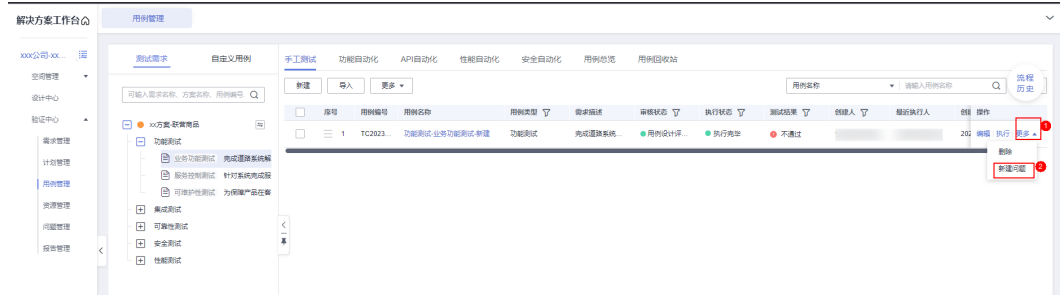 解决方案工作台
用例管理
xxx公司-xx...
空间管理
设计中心
验证中心
需求管理
计划管理
用例管理
资源管理
问题管理
报告管理
测试需求 自定义用例
可输入需求名称、方案名称、用例编号
xx方案-联营商品
功能测试
业务功能测试 完成道路系统解
服务控制测试 针对系统完成服
可维护性测试 为保障产品在客
集成测试
可靠性测试
安全测试
性能测试
手工测试 功能自动化 API自动化 性能自动化 安全自动化 用例总览 用例回收站
新建 导入 更多 用例名称 请输入用例名称
流程
历史
序号 用例编号 用例名称 用例类型 需求描述 审核状态 执行状态 测试结果 创建人 最近执行人 创建 操作
1 TC2023... 功能测试-业务功能测试-新建 功能测试 完成道路系统... 用例设计评... 执行完毕 不通过 202 编辑 执行 更多
1
删除
新建问题
2